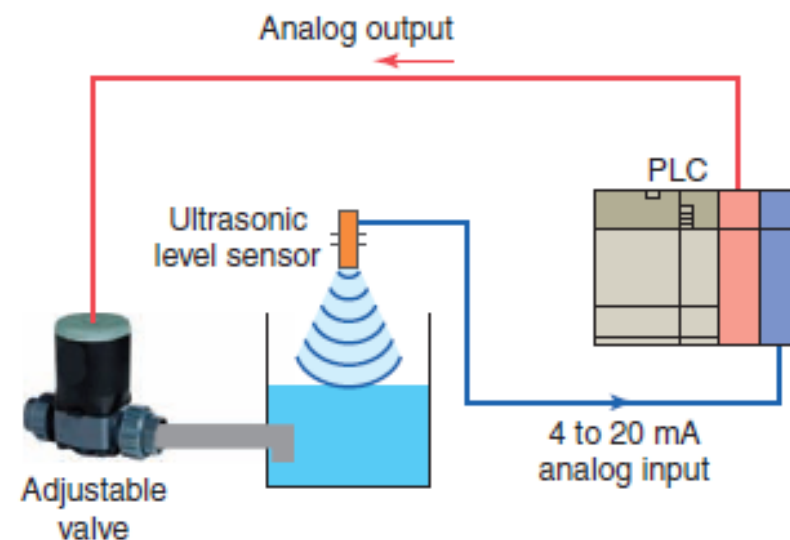 Analog output
PLC
Ultrasonic
level sensor
4 to 20 mA
analog input
Adjustable
valve